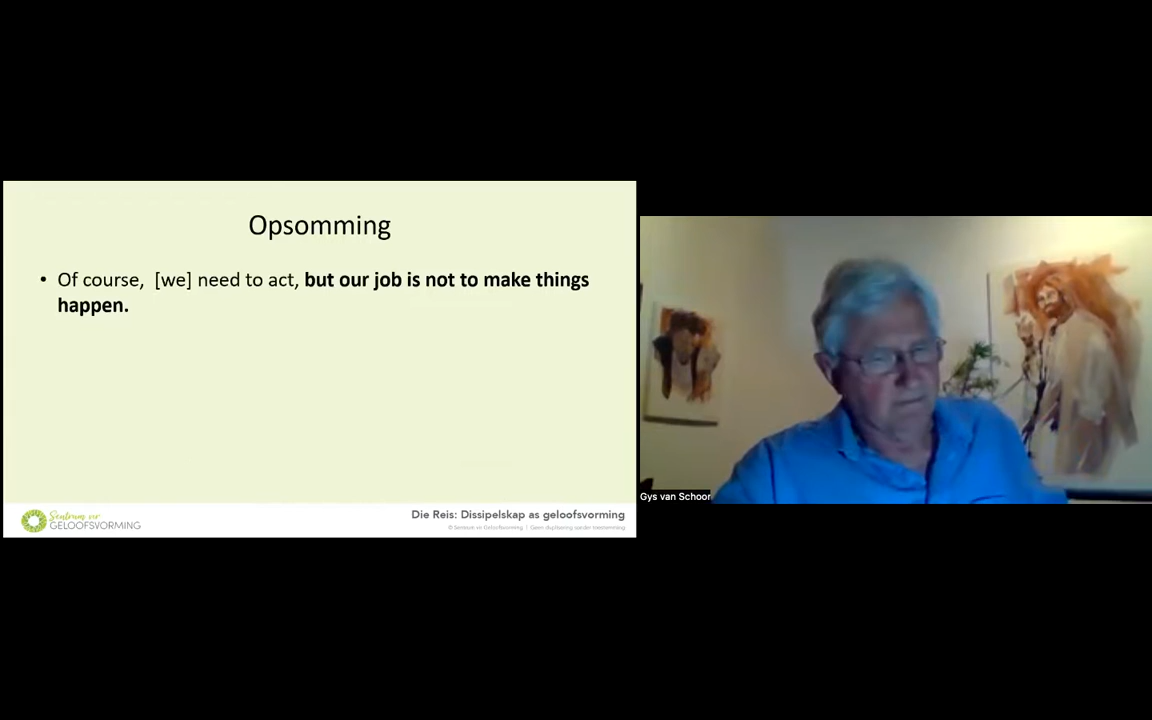 Opsomming
• Of course, [we] need to act, but our job is not to make things
happen.
Sentrum vir
GELOOFSVORMING
Die Reis: Dissipelskap as geloofsvorming
© Sentrum vir Geloofsvorming | Geen duplisering sonder toestemming
Gys van Schoor